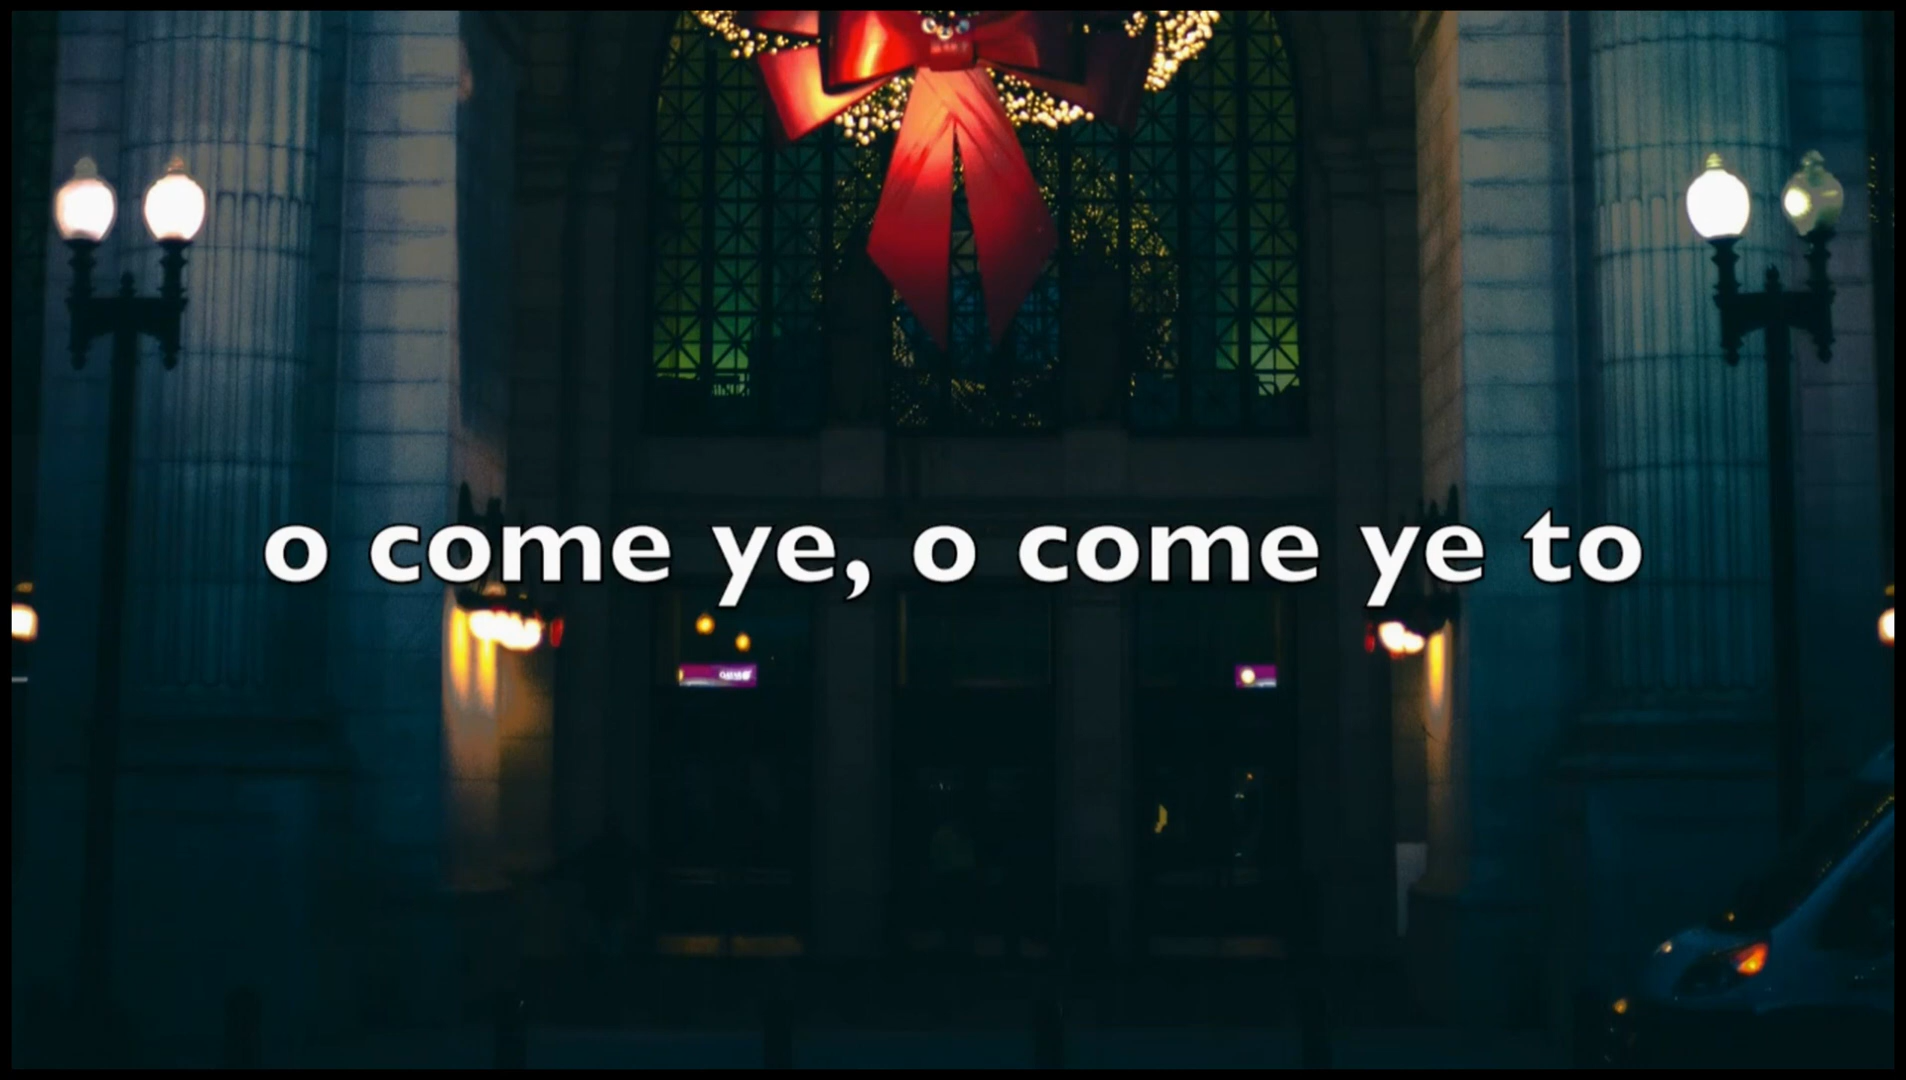 o come ye, o come ye to